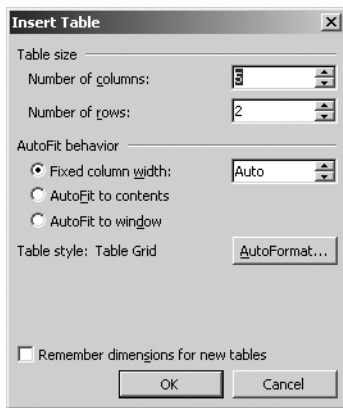 Insert Table
Table size
Number of columns: 5
Number of rows: 2
AutoFit behavior
Fixed column width: Auto
AutoFit to contents
AutoFit to window
Table style: Table Grid AutoFormat...
Remember dimensions for new tables
OK Cancel